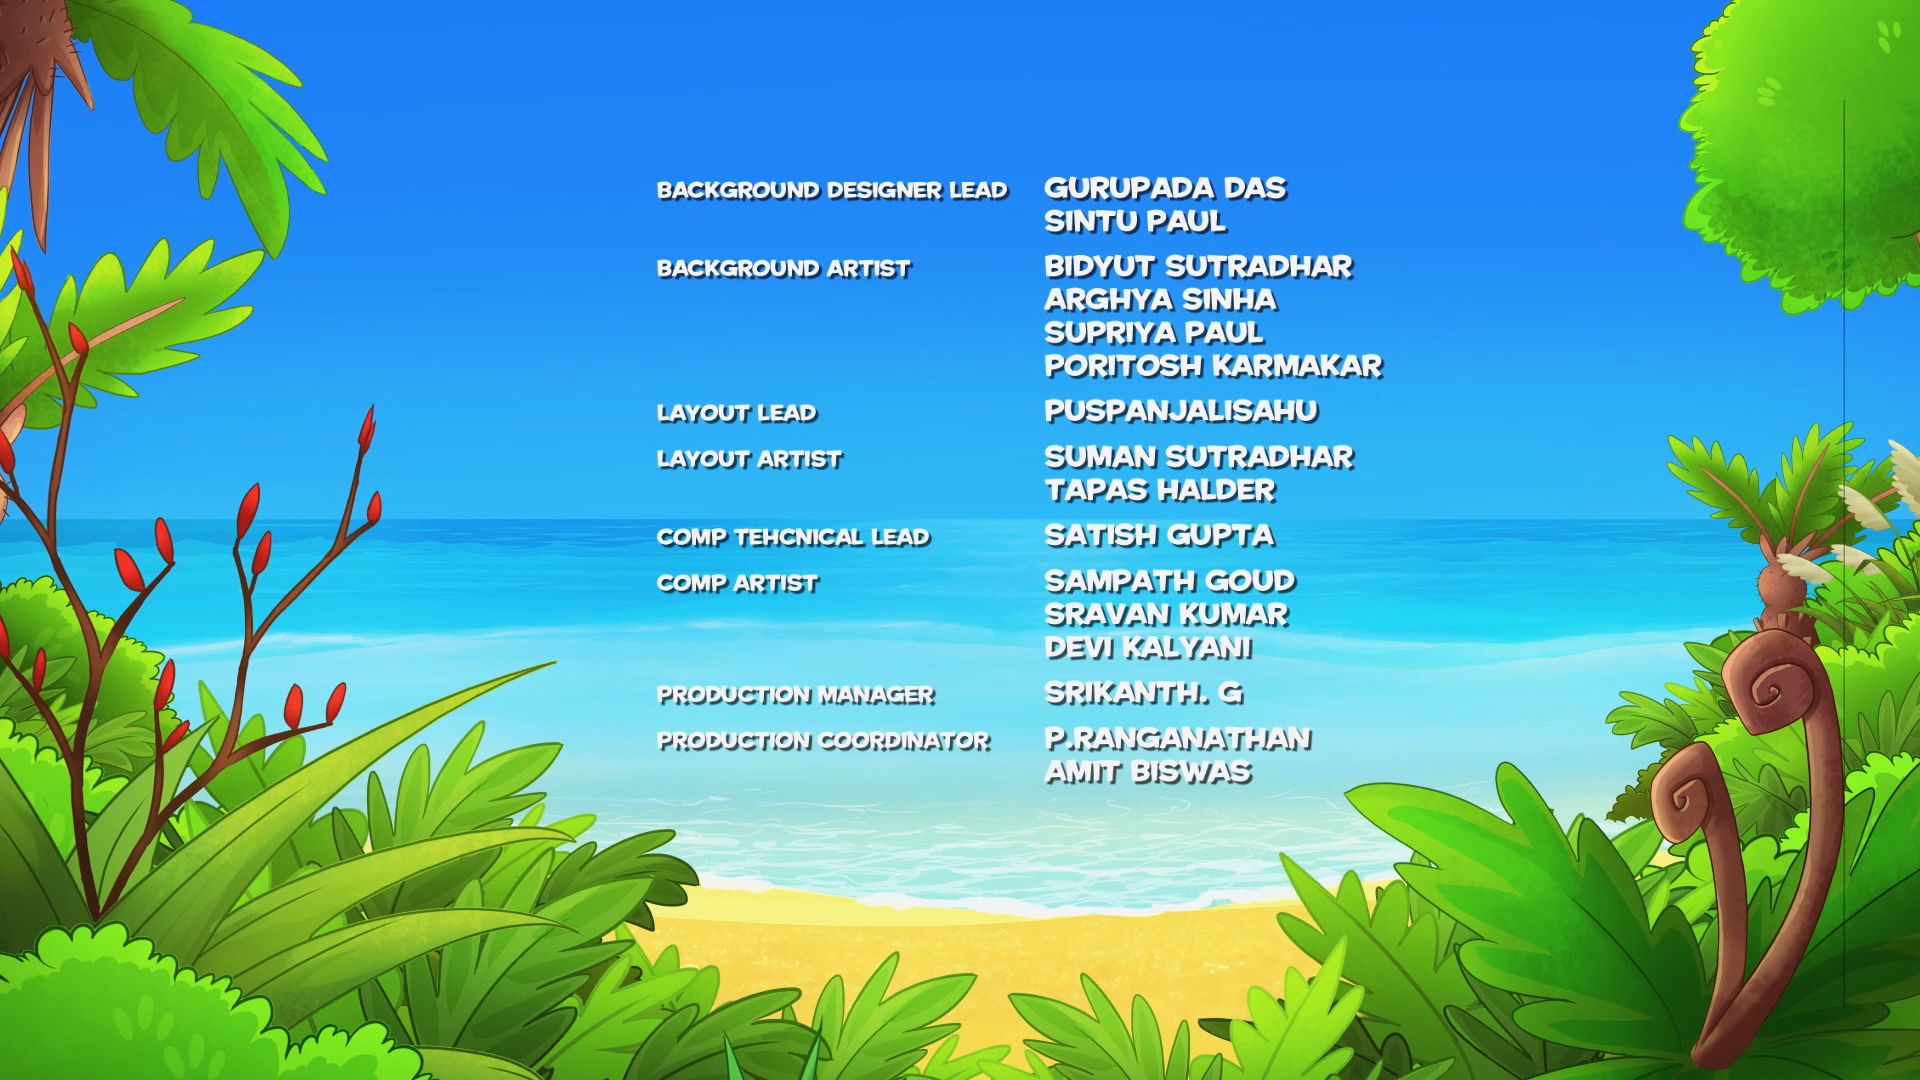 BACKGROUND DESIGNER LEAD GURUPADA DAS
SINTU PAUL
BACKGROUND ARTIST BIDYUT SUTRADHAR
ARGHYA SINHA
SUPRIYA PAUL
PORITOSH KARMAKAR
LAYOUT LEAD PUSPANJALISAHU
LAYOUT ARTIST SUMAN SUTRADHAR
TAPAS HALDER
COMP TEHCNICAL LEAD SATISH GUPTA
COMP ARTIST SAMPATH GOUD
SRAVAN KUMAR
DEVI KALYANI
PRODUCTION MANAGER SRIKANTH. G
PRODUCTION COORDINATOR P.RANGANATHAN
AMIT BISWAS